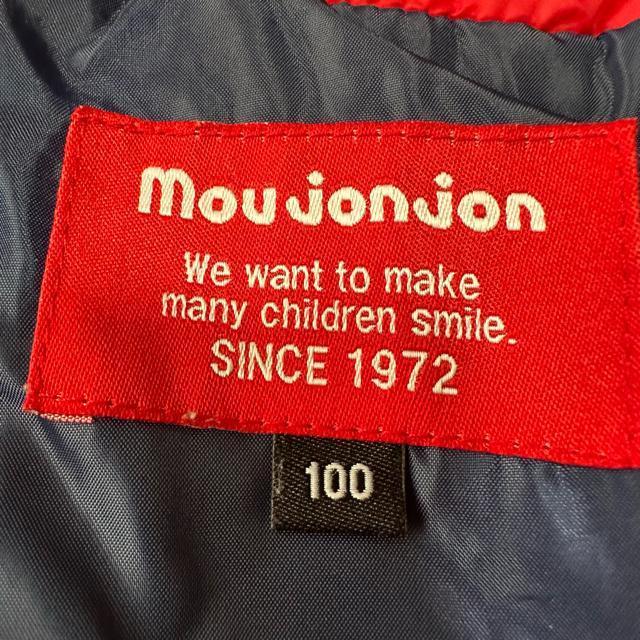 moujonjon
We want to make
many children smile.
SINCE 1972
100